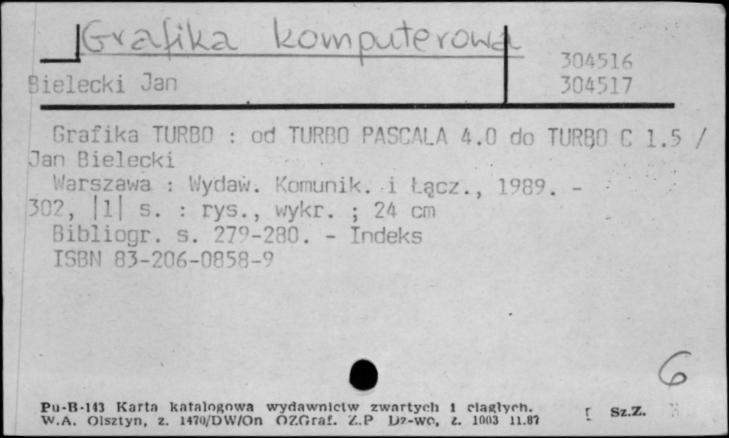 Grafika komputerowa
304516
Bielecki Jan 304517
Grafika TURBO : od TURBO PASCALA 4.0 do TURBO C 1.5 /
Jan Bielecki
Warszawa : Wydaw. Komunik. i Łącz., 1989. -
302, |1| s. : rys., wykr. ; 24 cm
Bibliogr. s. 279-280. - Indeks
ISBN 83-206-0858-9
6
Pu-B-143 Karta katalogowa wydawnictw zwartych i ciągłych.
W.A. Olsztyn, z. 1470/DW/On OZGraf. Z.P Dz-wo, z. 1003 11.87 Sz.Z.